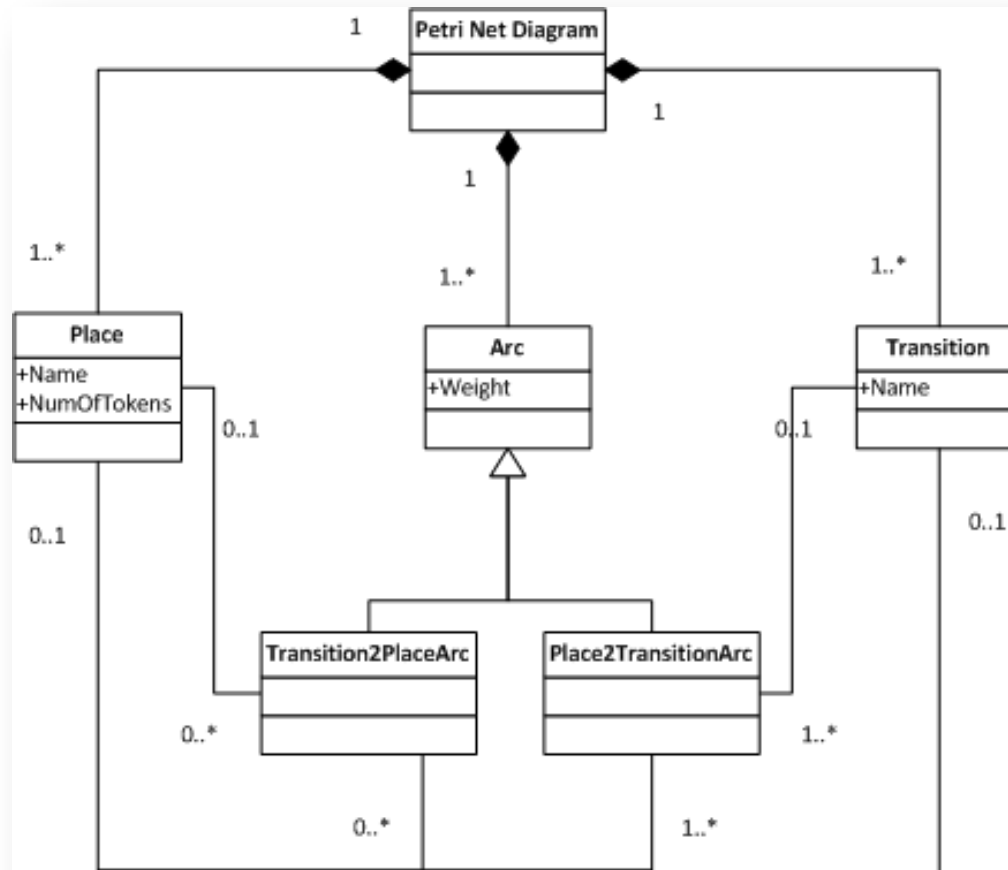 Petri Net Diagram
1
1
1
1..*
1..*
1..*
Place
+Name
+NumOfTokens
Arc
+Weight
Transition
+Name
0..1
0..1
0..1
0..1
Transition2PlaceArc
Place2TransitionArc
0..*
1..*
0..*
1..*